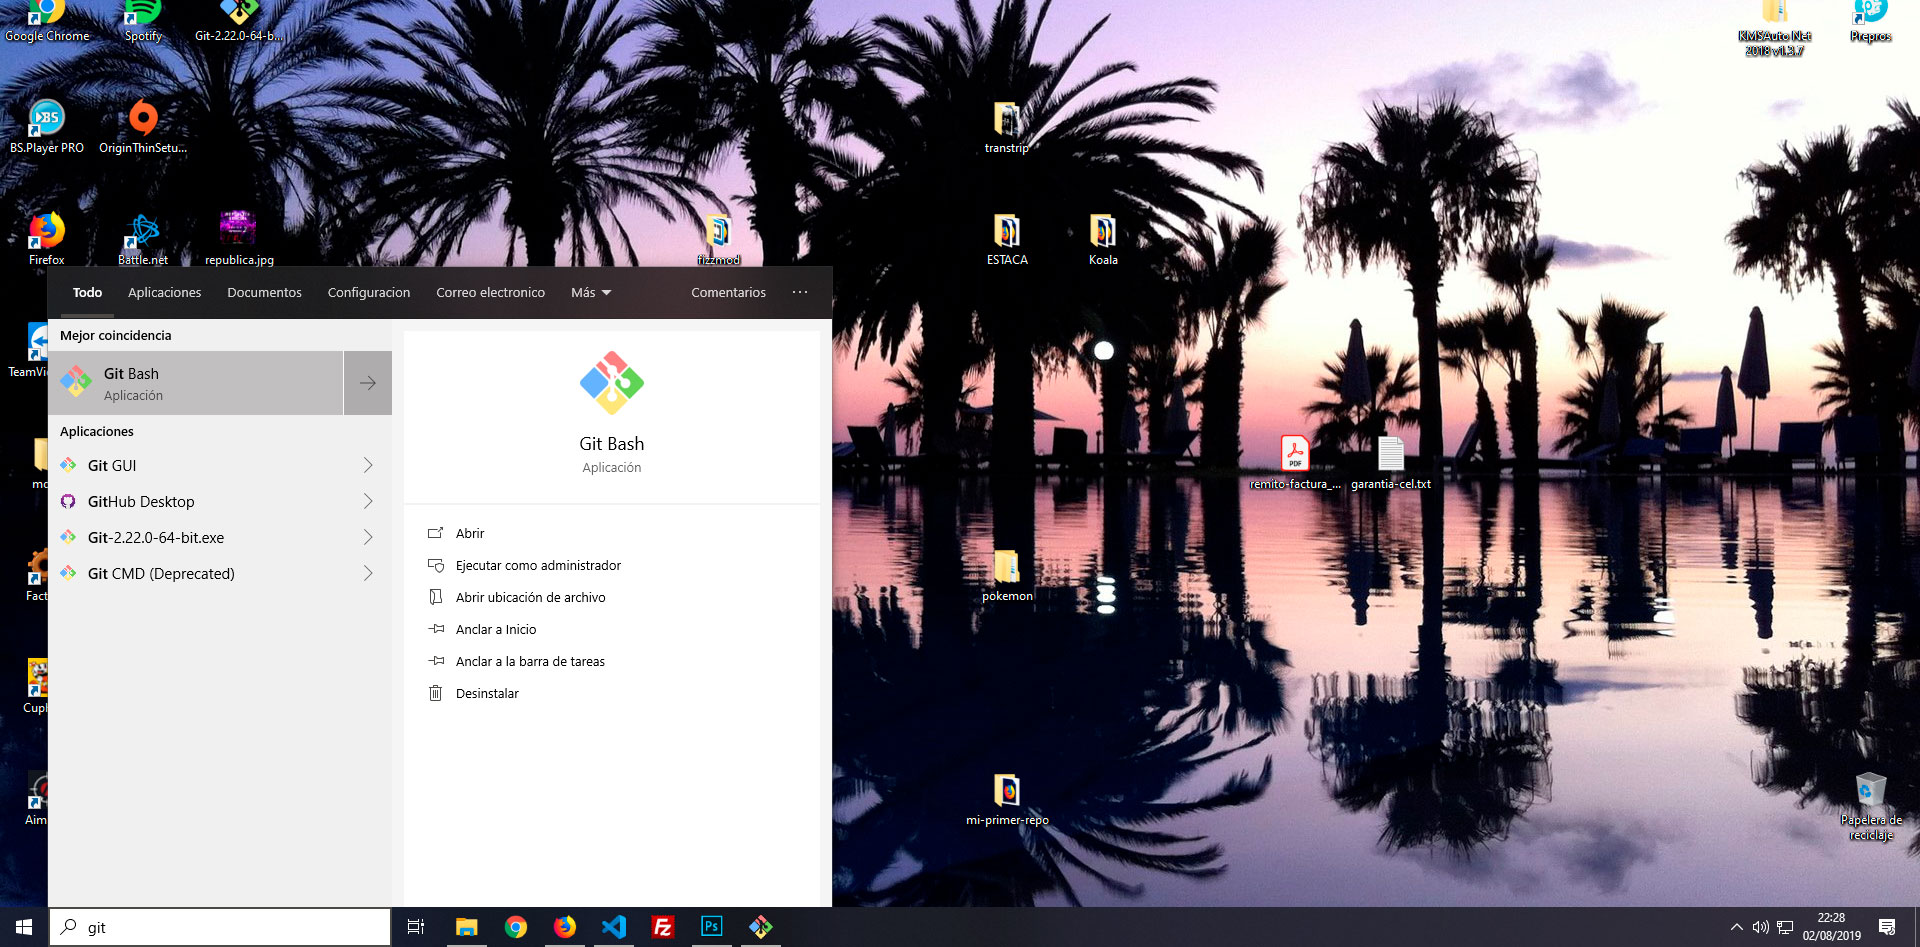 Google Chrome
Spotify
Git-2.22.0-64-b...
KMSAuto Net
2018 v1.3.7
Prepros
BS.Player PRO
OriginThinSetu...
transtrip
Firefox
Battle.net
republica.jpg
fizzmod
ESTACA
Koala
Todo
Aplicaciones
Documentos
Configuracion
Correo electronico
Más
Comentarios
Mejor coincidencia
Git Bash
Aplicación
Aplicaciones
Git GUI
GitHub Desktop
Git-2.22.0-64-bit.exe
Git CMD (Deprecated)
Git Bash
Aplicación
Abrir
Ejecutar como administrador
Abrir ubicación de archivo
Anclar a Inicio
Anclar a la barra de tareas
Desinstalar
TeamVi
mo
Fact
Cuph
Aim
PDF
remito-factura_...
garantia-cel.txt
pokemon
mi-primer-repo
Papelera de
reciclaje
git
Fz
Ps
22:28
02/08/2019